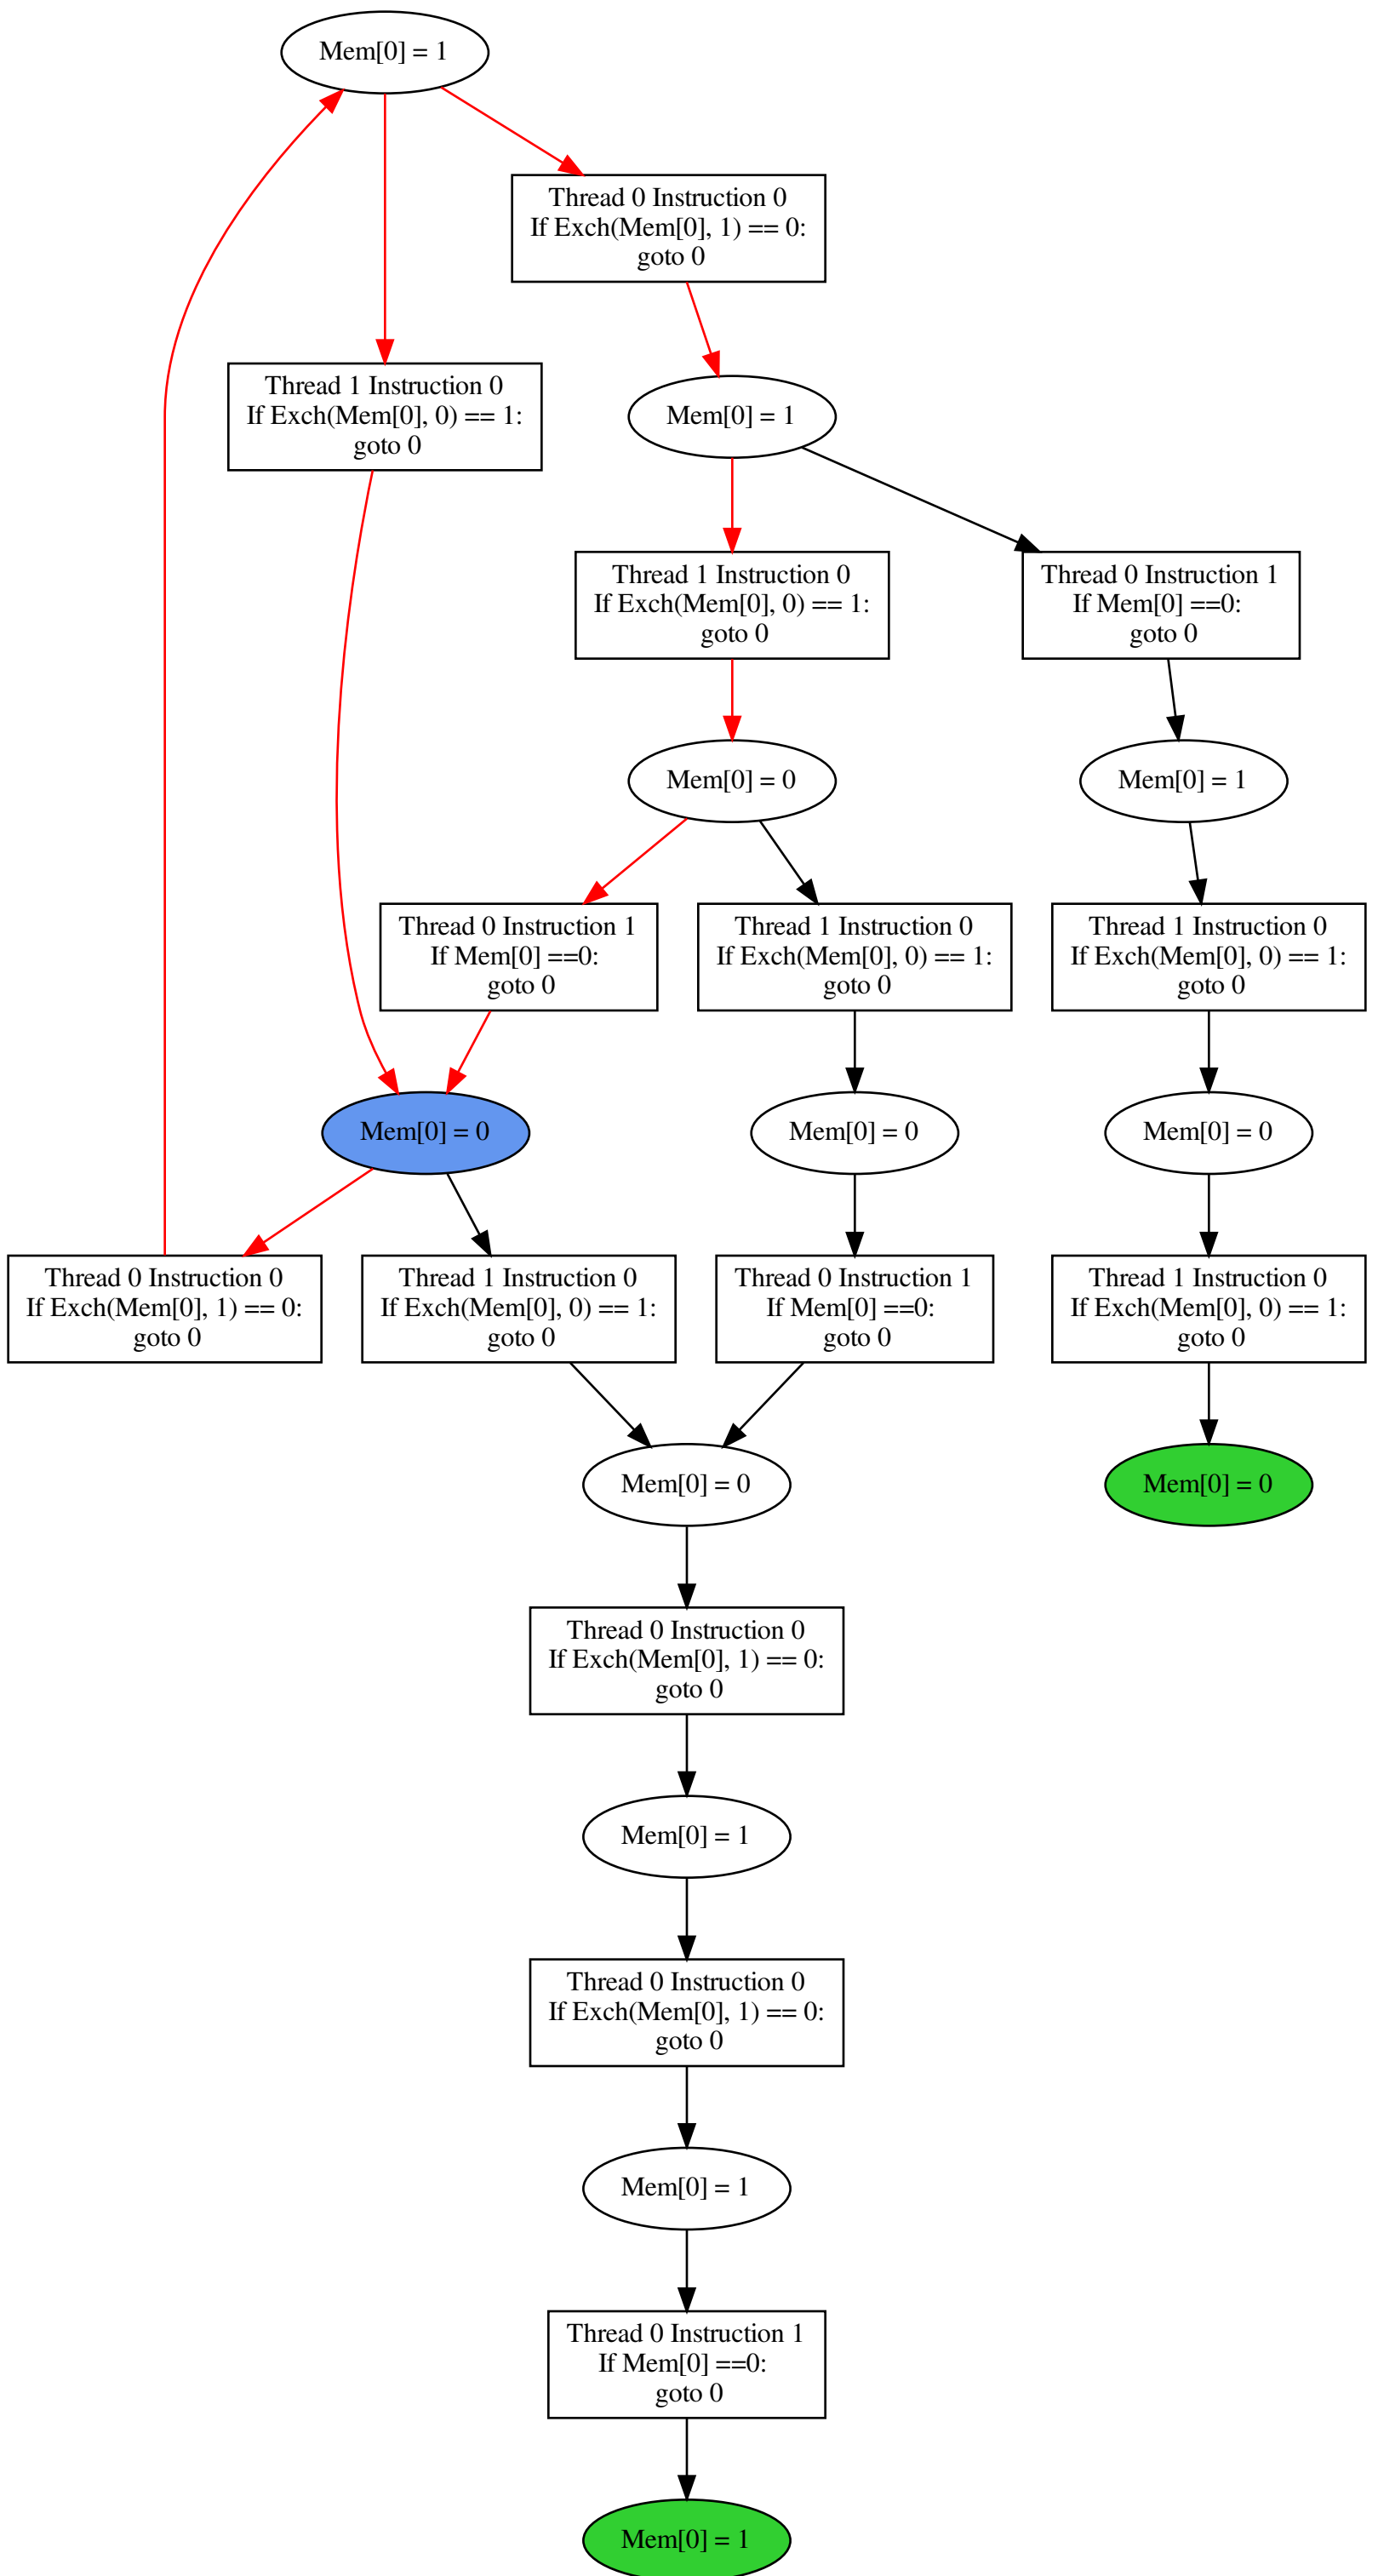 Mem[0] = 1
Thread 0 Instruction 0
If Exch(Mem[0], 1) == 0:
goto 0
Thread 1 Instruction 0
If Exch(Mem[0], 0) == 1:
goto 0
Mem[0] = 1
Thread 1 Instruction 0
If Exch(Mem[0], 0) == 1:
goto 0
Thread 0 Instruction 1
If Mem[0] ==0:
goto 0
Mem[0] = 0
Mem[0] = 1
Thread 0 Instruction 1
If Mem[0] ==0:
goto 0
Thread 1 Instruction 0
If Exch(Mem[0], 0) == 1:
goto 0
Thread 1 Instruction 0
If Exch(Mem[0], 0) == 1:
goto 0
Mem[0] = 0
Mem[0] = 0
Mem[0] = 0
Thread 0 Instruction 0
If Exch(Mem[0], 1) == 0:
goto 0
Thread 1 Instruction 0
If Exch(Mem[0], 0) == 1:
goto 0
Thread 0 Instruction 1
If Mem[0] ==0:
goto 0
Thread 1 Instruction 0
If Exch(Mem[0], 0) == 1:
goto 0
Mem[0] = 0
Mem[0] = 0
Thread 0 Instruction 0
If Exch(Mem[0], 1) == 0:
goto 0
Mem[0] = 1
Thread 0 Instruction 0
If Exch(Mem[0], 1) == 0:
goto 0
Mem[0] = 1
Thread 0 Instruction 1
If Mem[0] ==0:
goto 0
Mem[0] = 1